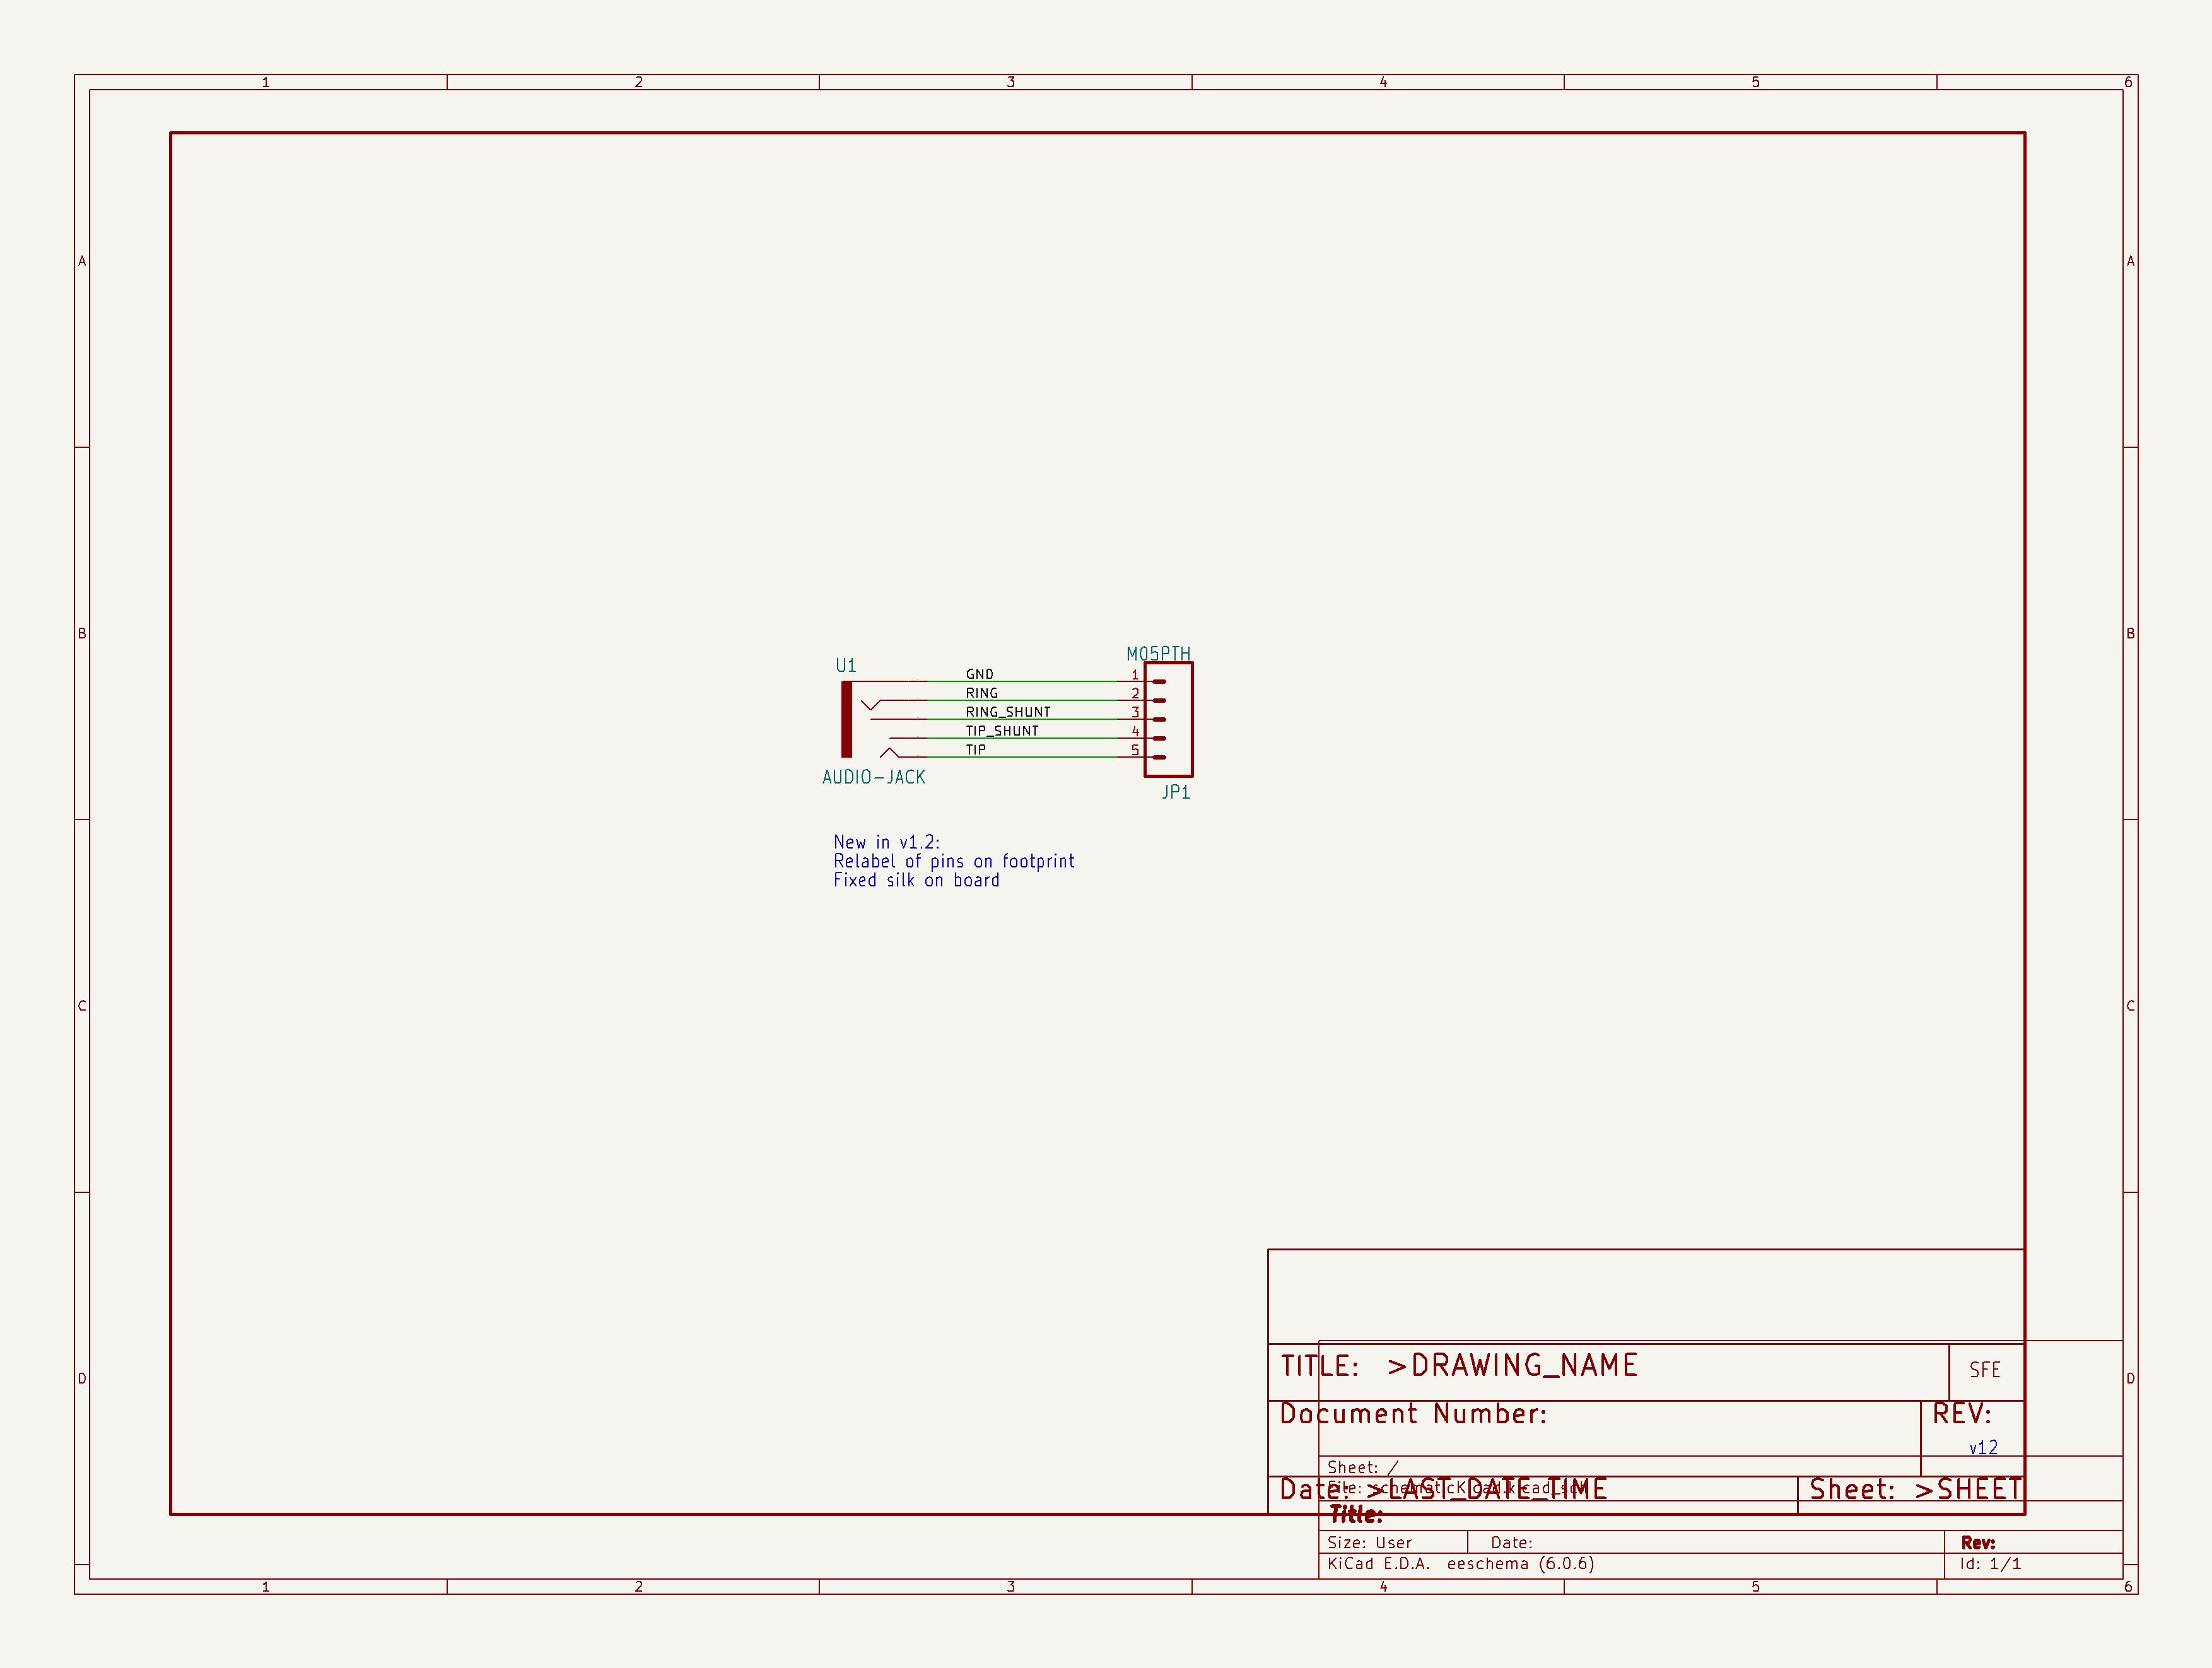 1 2 3 4 5 6
A A
U1
M05PTH
B B
GND 1
RING 2
RING_SHUNT 3
TIP_SHUNT 4
TIP 5
AUDIO-JACK
JP1
New in v1.2:
Relabel of pins on footprint
Fixed silk on board
C C
TITLE: >DRAWING_NAME
SFE
D D
Document Number:
REV:
v12
Sheet: /
Date: >LAST_DATE_TIME
File: schematicKicad.kicad_sch
Sheet: >SHEET
Title:
Size: User Date: Rev:
KiCad E.D.A. eeschema (6.0.6) Id: 1/1
1 2 3 4 5 6